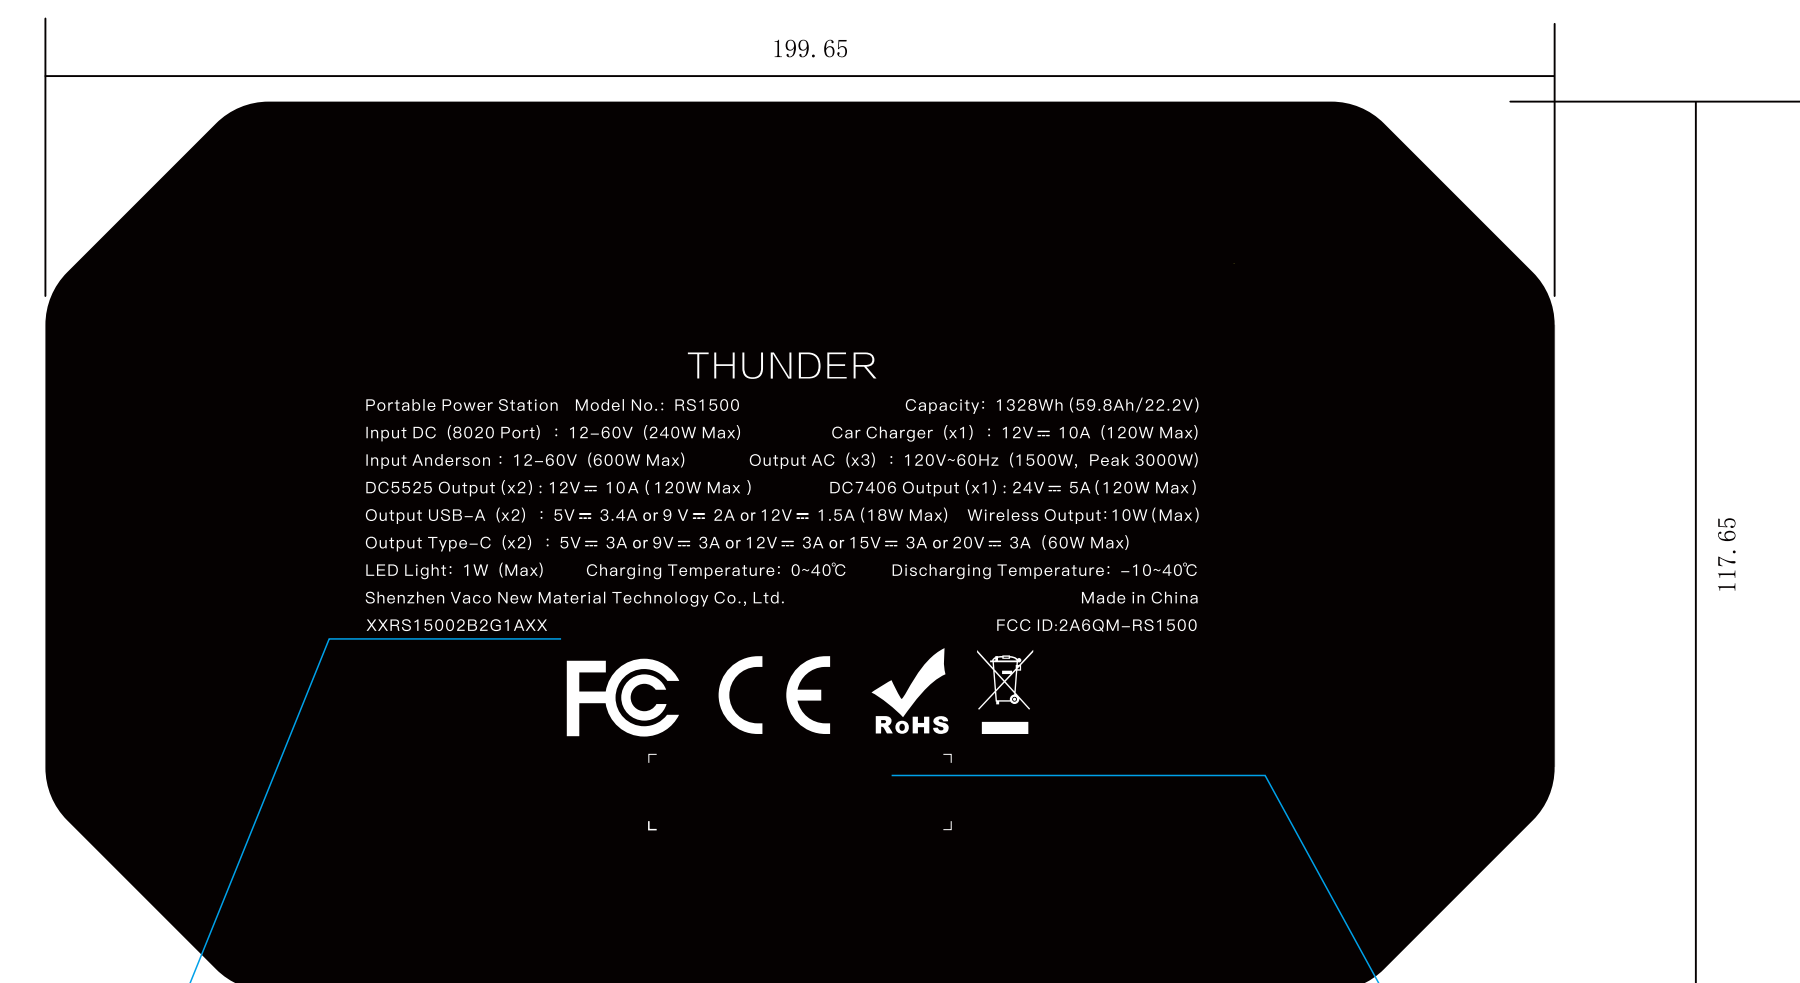 199.65
THUNDER
Portable Power Station Model No.: RS1500 Capacity: 1328Wh (59.8Ah/22.2V)
Input DC (8020 Port) : 12-60V (240W Max) Car Charger (x1) : 12V⎓ 10A (120W Max)
Input Anderson : 12-60V (600W Max) Output AC (x3) : 120V~60Hz (1500W, Peak 3000W)
DC5525 Output (x2) : 12V⎓ 10A ( 120W Max ) DC7406 Output (x1) : 24V⎓ 5A (120W Max)
Output USB-A (x2) : 5V⎓ 3.4A or 9 V⎓ 2A or 12V⎓ 1.5A (18W Max) Wireless Output:10W(Max)
Output Type-C (x2) : 5V⎓ 3A or 9V⎓ 3A or 12V⎓ 3A or 15V⎓ 3A or 20V⎓ 3A (60W Max)
LED Light: 1W (Max) Charging Temperature: 0~40℃ Discharging Temperature: -10~40℃
Shenzhen Vaco New Material Technology Co., Ltd. Made in China
XXRS15002B2G1AXX FCC ID:2A6QM-RS1500
FC CE RoHS
117.65